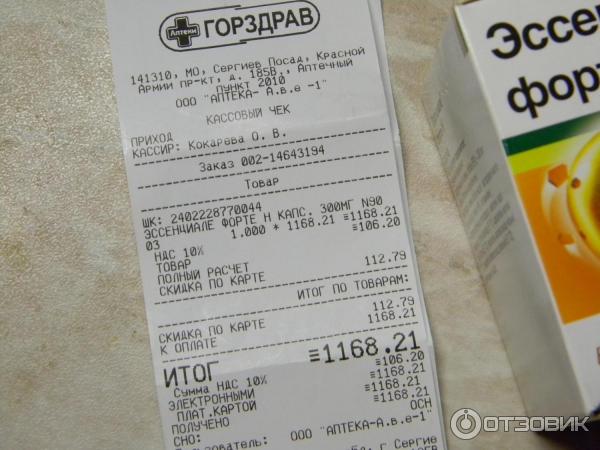 Аптеки ГОРЗДРАВ
141310, МО, Сергиев Посад, Красной
Армии пр-кт, д. 185В,, Аптечный
пункт 2010
ООО "АПТЕКА- А.в.е -1"
КАССОВЫЙ ЧЕК
ПРИХОД
КАССИР: Кокарева О. В.
Заказ 002-14643194
Товар
ШК: 2402228770044
ЭССЕНЦИАЛЕ ФОРТЕ Н КАПС. 300МГ N90
03 1.000 * 1168.21 ≡1168.21
НДС 10% ≡106.20
ТОВАР
ПОЛНЫЙ РАСЧЕТ
СКИДКА ПО КАРТЕ 112.79
ИТОГ ПО ТОВАРАМ:
СКИДКА ПО КАРТЕ 112.79
К ОПЛАТЕ 1168.21
ИТОГ ≡1168.21
Сумма НДС 10% ≡106.20
ЭЛЕКТРОННЫМИ ≡1168.21
ПЛАТ.КАРТОЙ ≡1168.21
ПОЛУЧЕНО ≡1168.21
СНО: ОСН
ООО "АПТЕКА-А.в.е-1"
г Сергие
Эссен
форт
ОТЗОВИК